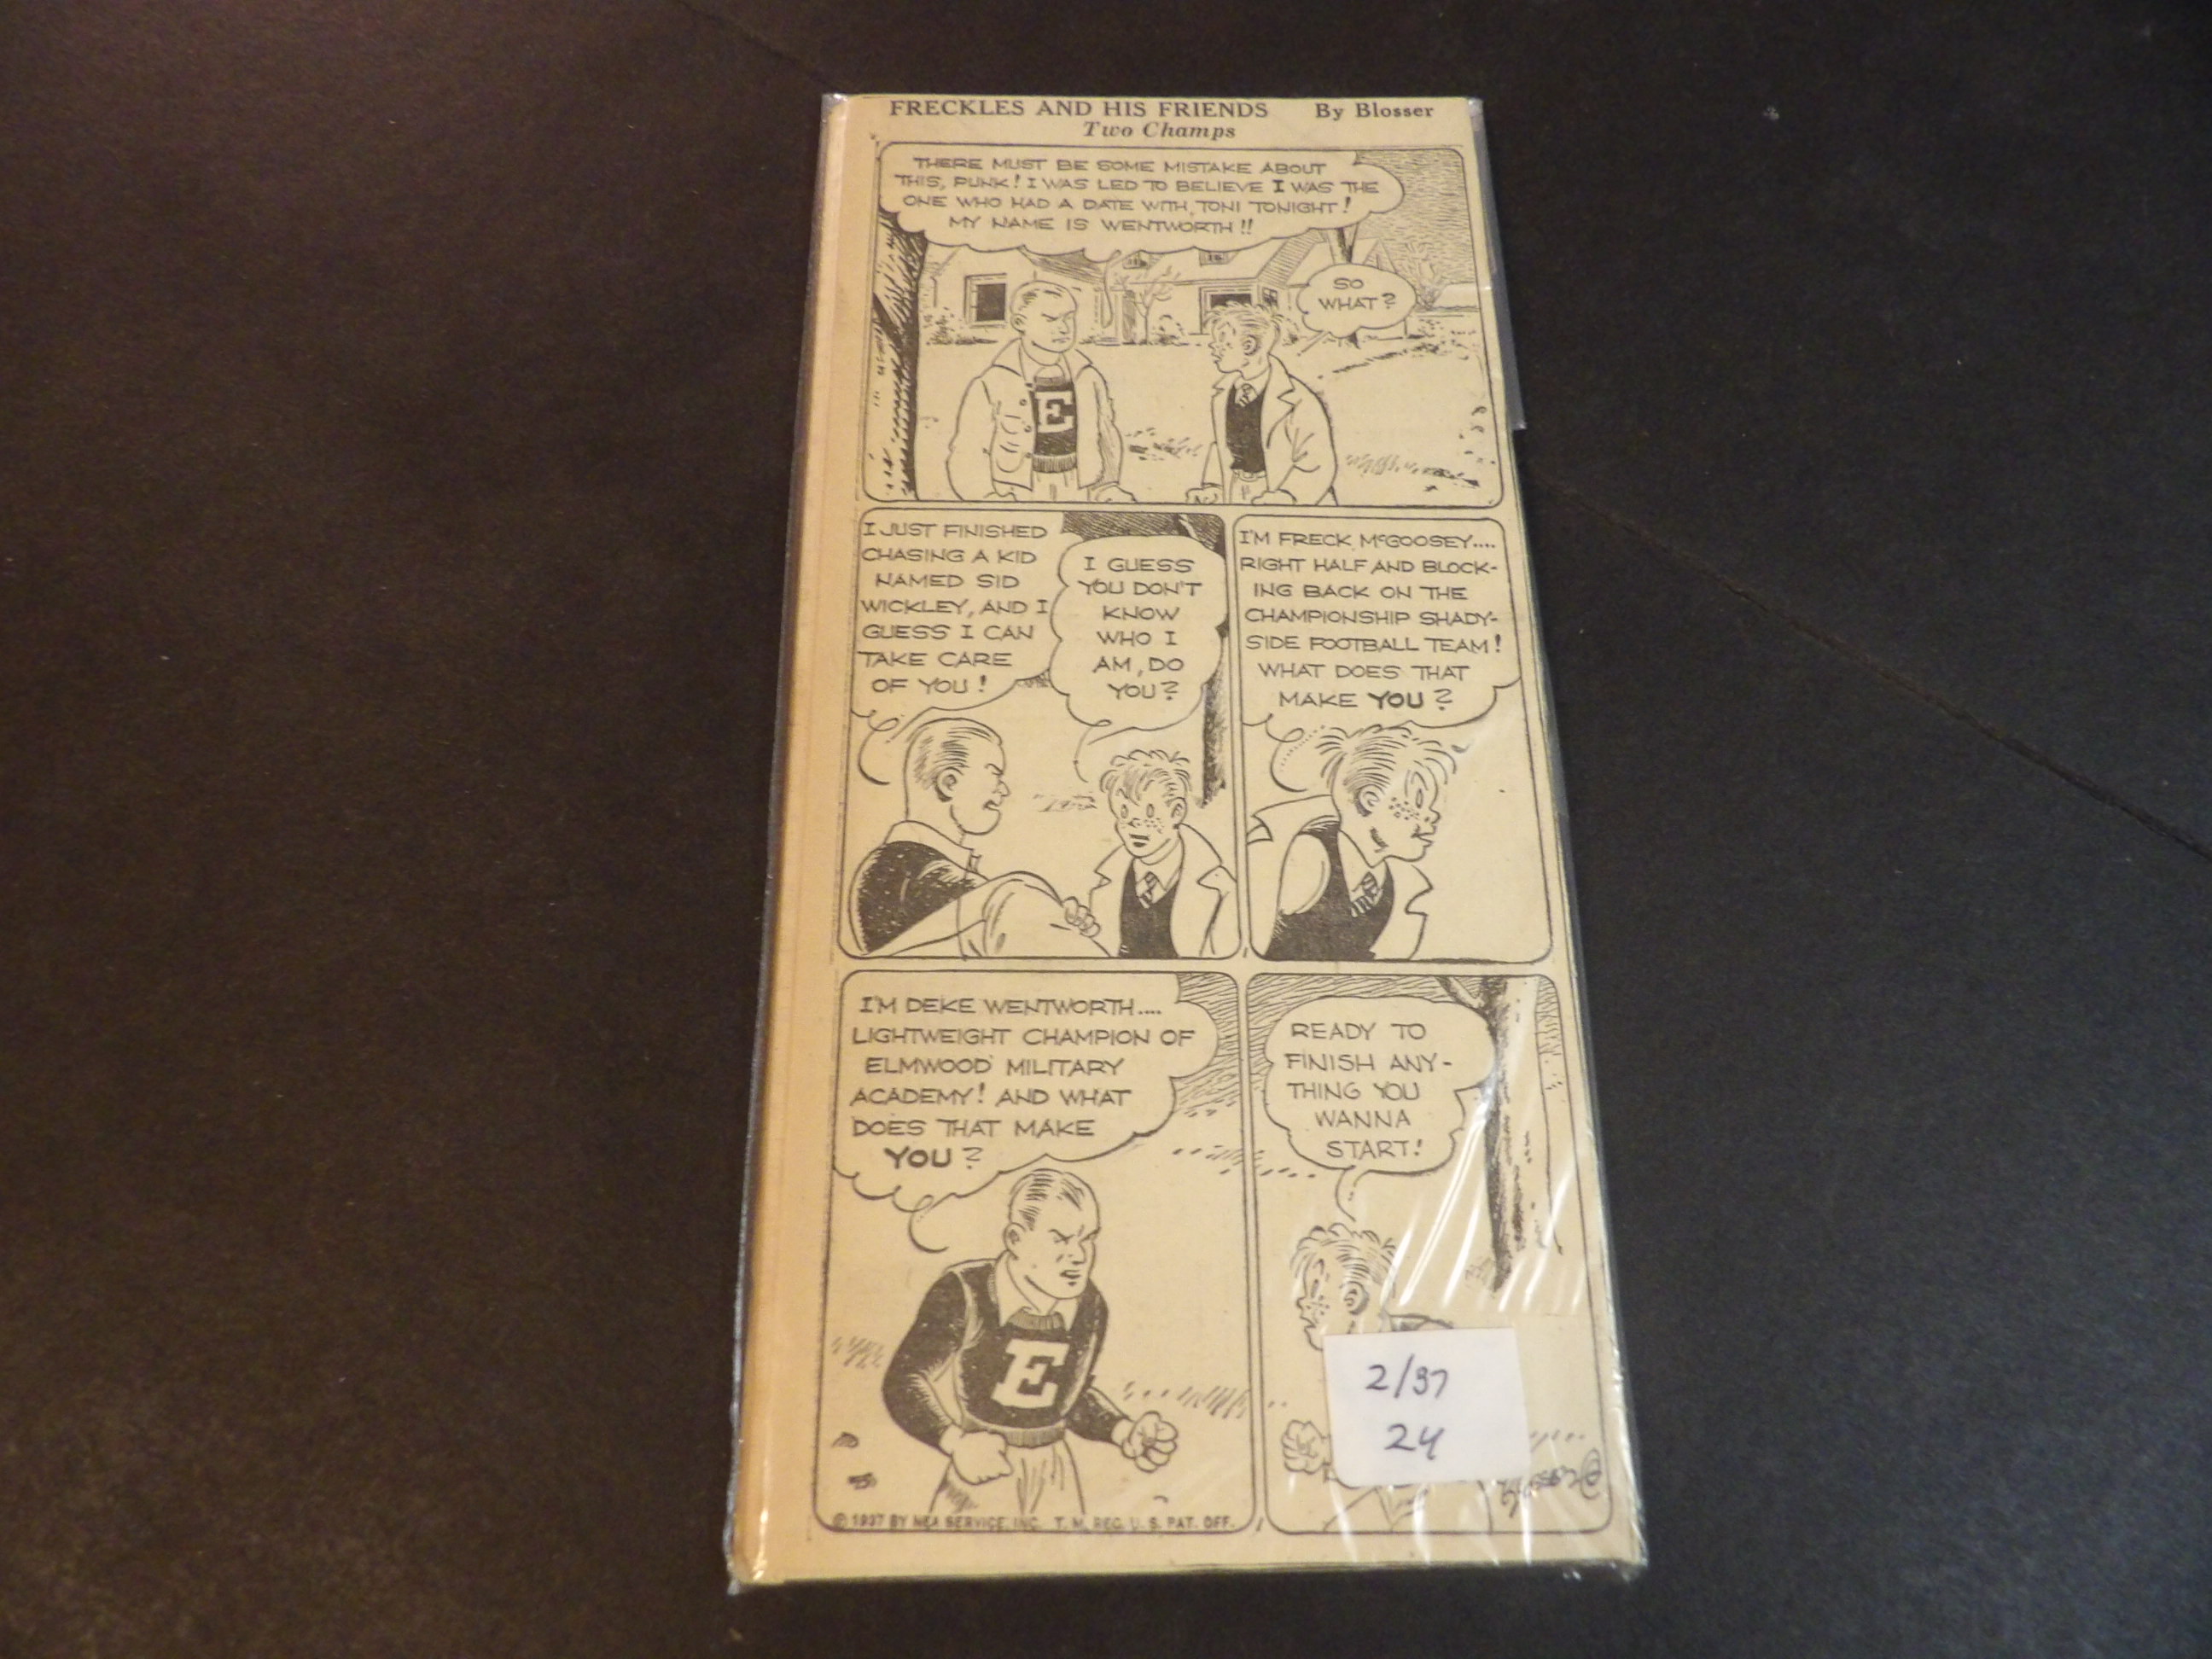 FRECKLES AND HIS FRIENDS By Blosser
Two Champs
THERE MUST BE SOME MISTAKE ABOUT
THIS, PUNK! I WAS LED TO BELIEVE I WAS THE
ONE WHO HAD A DATE WITH TONI TONIGHT!
MY NAME IS WENTWORTH!!
SO
WHAT?
E
I JUST FINISHED
CHASING A KID
NAMED SID
WICKLEY, AND I
GUESS I CAN
TAKE CARE
OF YOU!
I GUESS
YOU DON'T
KNOW
WHO I
AM, DO
YOU?
I'M FRECK McGOOSEY....
RIGHT HALF AND BLOCK-
ING BACK ON THE
CHAMPIONSHIP SHADY-
SIDE FOOTBALL TEAM!
WHAT DOES THAT
MAKE YOU?
I'M DEKE WENTWORTH....
LIGHTWEIGHT CHAMPION OF
ELMWOOD MILITARY
ACADEMY! AND WHAT
DOES THAT MAKE
YOU?
E
© 1937 BY NEA SERVICE, INC. T. M. REG. U. S. PAT. OFF.
READY TO
FINISH ANY-
THING YOU
WANNA
START!
2/37
24